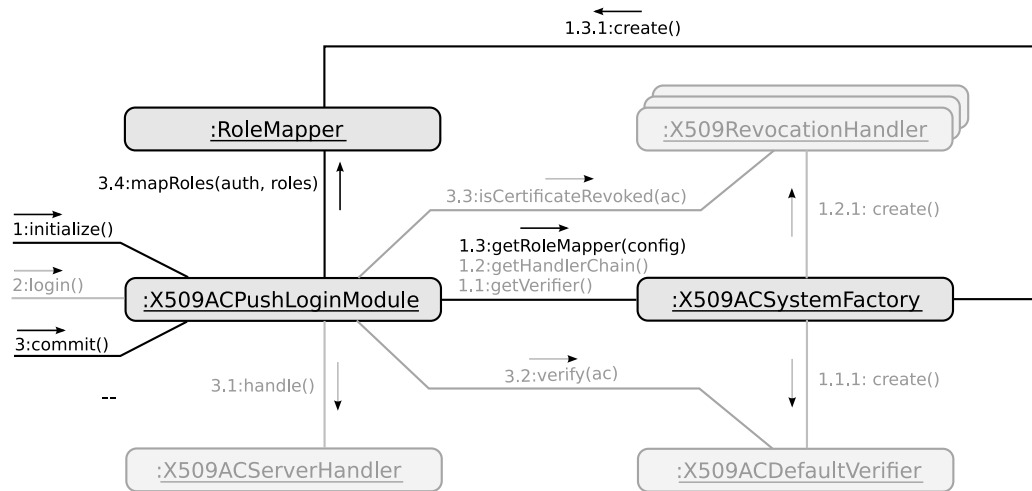 1.3.1:create()
:RoleMapper
:X509RevocationHandler
3.4:mapRoles(auth, roles)
3.3:isCertificateRevoked(ac)
1.2.1: create()
1:initialize()
1.3:getRoleMapper(config)
1.2:getHandlerChain()
2:login()
1.1:getVerifier()
:X509ACPushLoginModule
:X509ACSystemFactory
3:commit()
3.1:handle()
3.2:verify(ac)
1.1.1: create()
--
:X509ACServerHandler
:X509ACDefaultVerifier